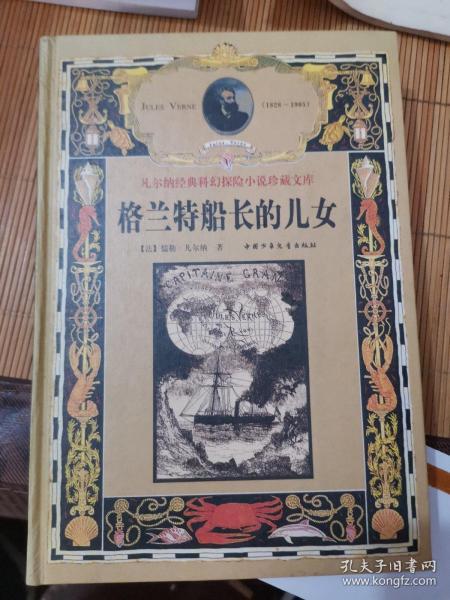 JULES VERNE
(1828－1905)
Jules Verne
凡尔纳经典科幻探险小说珍藏文库
格兰特船长的儿女
【法】儒勒·凡尔纳 著
中国少年儿童出版社
CAPITAINE GRANT
JULES VERNE
孔夫子旧书网
www.kongfz.com